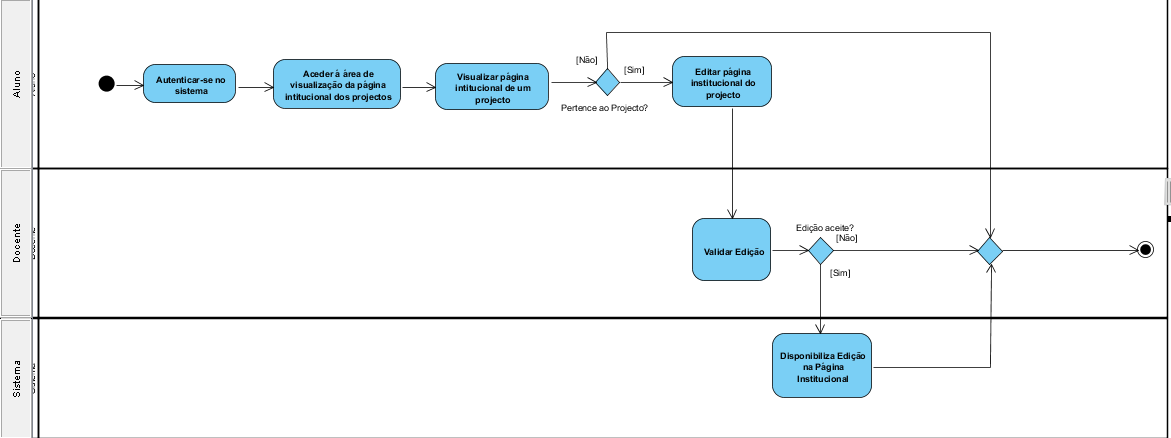 Aluno
Autenticar-se no
sistema
Aceder à área de
visualização da página
intitucional dos projectos
Visualizar página
intitucional de um
projecto
[Não]
[Sim]
Pertence ao Projecto?
Editar página
institucional do
projecto
Docente
Validar Edição
Edição aceite?
[Não]
[Sim]
Sistema
Disponibiliza Edição
na Página
Institucional